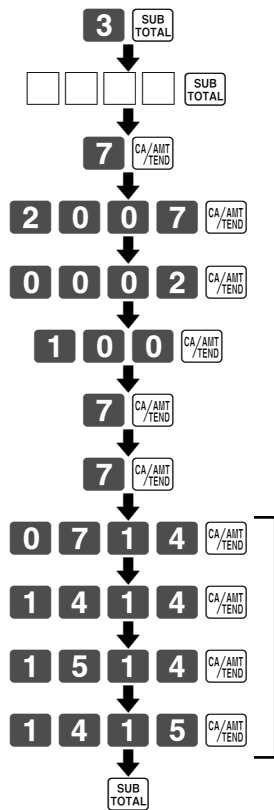 3 SUB TOTAL
SUB TOTAL
7 CA/AMT /TEND
2 0 0 7 CA/AMT /TEND
0 0 0 2 CA/AMT /TEND
1 0 0 CA/AMT /TEND
7 CA/AMT /TEND
7 CA/AMT /TEND
0 7 1 4 CA/AMT /TEND
1 4 1 4 CA/AMT /TEND
1 5 1 4 CA/AMT /TEND
1 4 1 5 CA/AMT /TEND
SUB TOTAL